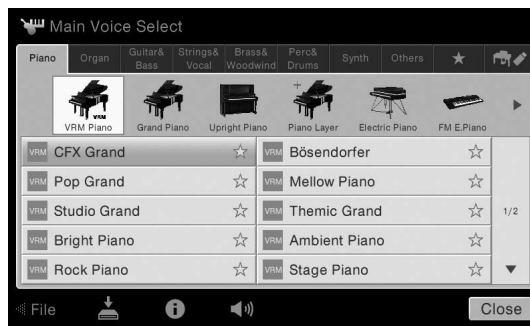 Main Voice Select
Piano Organ Guitar& Bass Strings& Vocal Brass& Woodwind Perc& Drums Synth Others
VRM
VRM Piano Grand Piano Upright Piano Piano Layer Electric Piano FM E.Piano
VRM CFX Grand VRM Bösendorfer
VRM Pop Grand VRM Mellow Piano
VRM Studio Grand VRM Themic Grand 1/2
VRM Bright Piano VRM Ambient Piano
VRM Rock Piano VRM Stage Piano
File Close